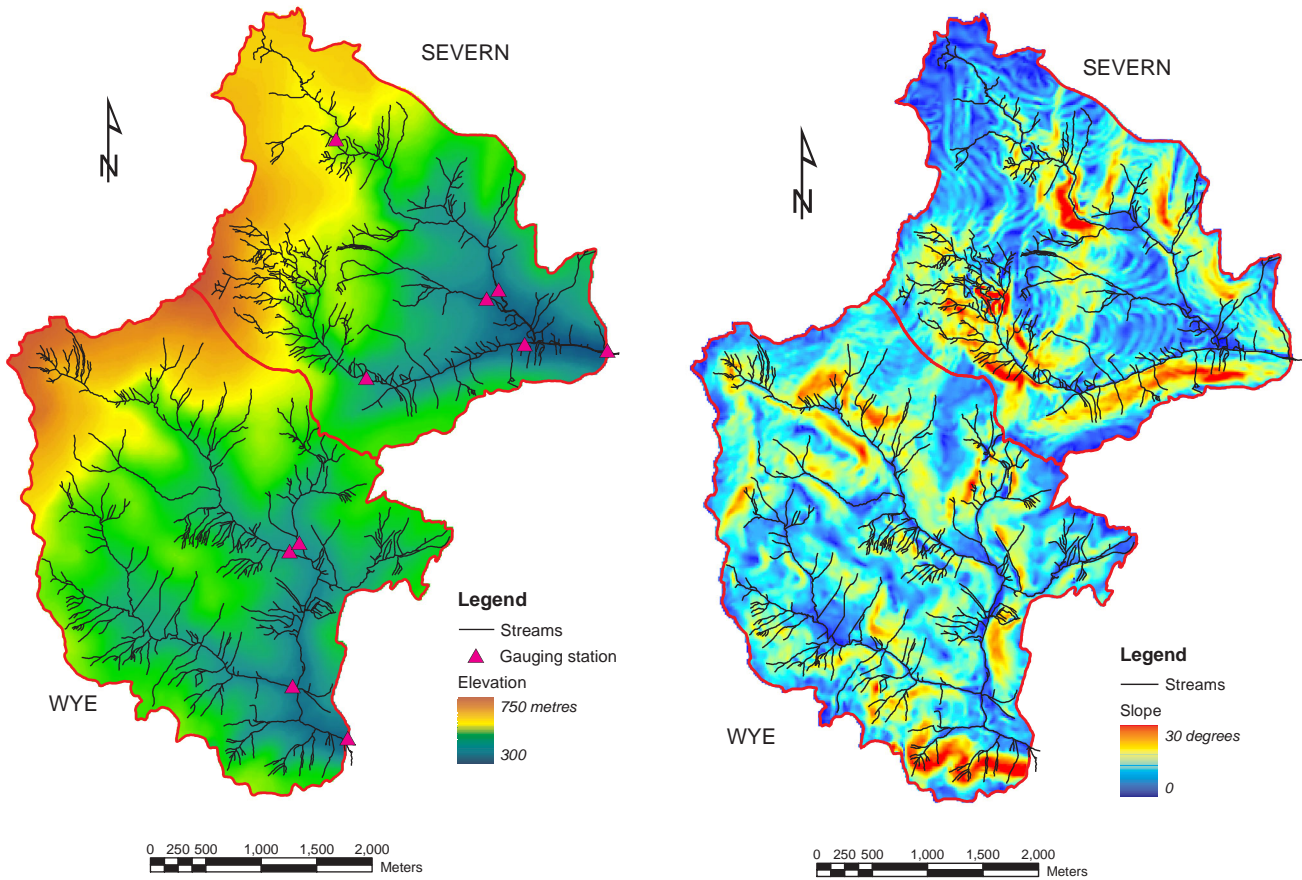 SEVERN
N
Legend
Streams
Gauging station
Elevation
750 metres
300
WYE
0 250 500 1,000 1,500 2,000
Meters
SEVERN
N
Legend
Streams
Slope
30 degrees
0
WYE
0 250 500 1,000 1,500 2,000
Meters